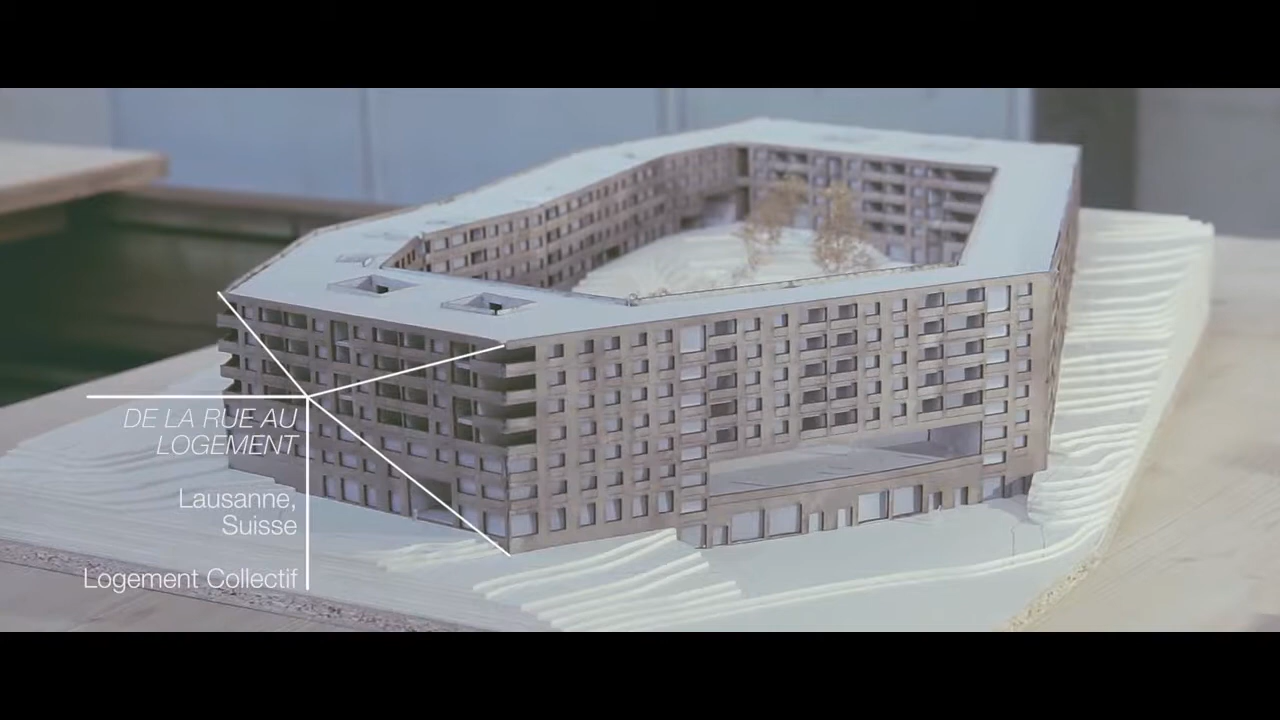 DE LA RUE AU
LOGEMENT
Lausanne,
Suisse
Logement Collectif